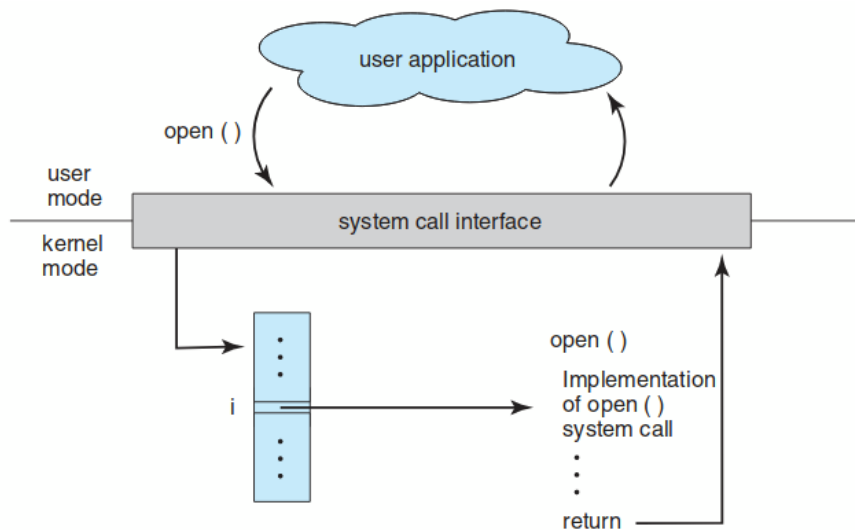 user application
open ( )
user
mode
system call interface
kernel
mode
open ( )
i
Implementation
of open ( )
system call
return